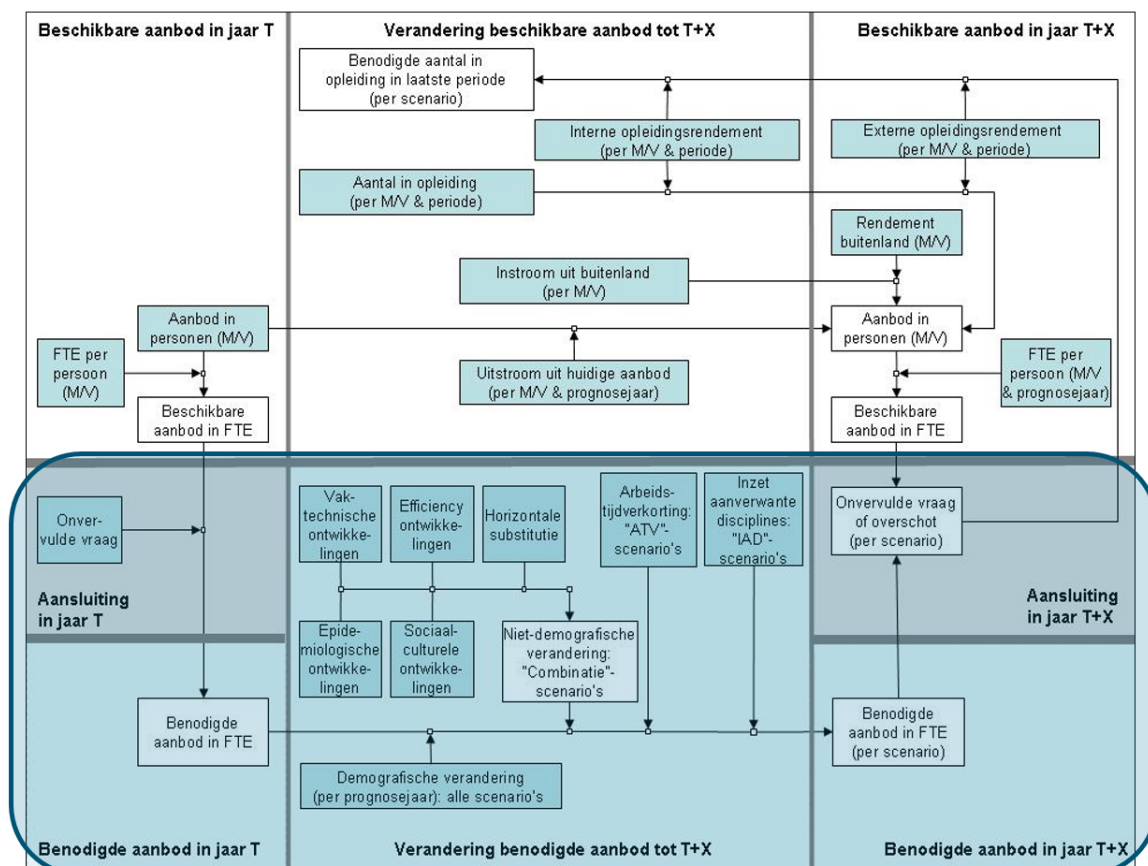 Beschikbare aanbod in jaar T
Verandering beschikbare aanbod tot T+X
Beschikbare aanbod in jaar T+X
Benodigde aantal in
opleiding in laatste periode
(per scenario)
Interne opleidingsrendement
(per M/V & periode)
Externe opleidingsrendement
(per M/V & periode)
Aantal in opleiding
(per M/V & periode)
Rendement
buitenland (M/V)
Instroom uit buitenland
(per M/V)
Aanbod in
personen (M/V)
Aanbod in
personen (M/V)
FTE per
persoon
(M/V)
Uitstroom uit huidige aanbod
(per M/V & prognosejaar)
FTE per
persoon (M/V
& prognosejaar)
Beschikbare
aanbod in FTE
Beschikbare
aanbod in FTE
Onver-
vulde vraag
Vak-
technische
ontwikke-
lingen
Efficiency
ontwikke-
lingen
Horizontale
substitutie
Arbeids-
tijdverkorting:
"ATV"-
scenario's
Inzet
aanverwante
disciplines:
"IAD"-
scenario's
Onvervulde vraag
of overschot
(per scenario)
Aansluiting
in jaar T
Aansluiting
in jaar T+X
Epide-
miologische
ontwikke-
lingen
Sociaal-
culturele
ontwikke-
lingen
Niet-demografische
verandering:
"Combinatie"-
scenario's
Benodigde
aanbod in FTE
Benodigde
aanbod in FTE
(per scenario)
Demografische verandering
(per prognosejaar): alle scenario's
Benodigde aanbod in jaar T
Verandering benodigde aanbod tot T+X
Benodigde aanbod in jaar T+X